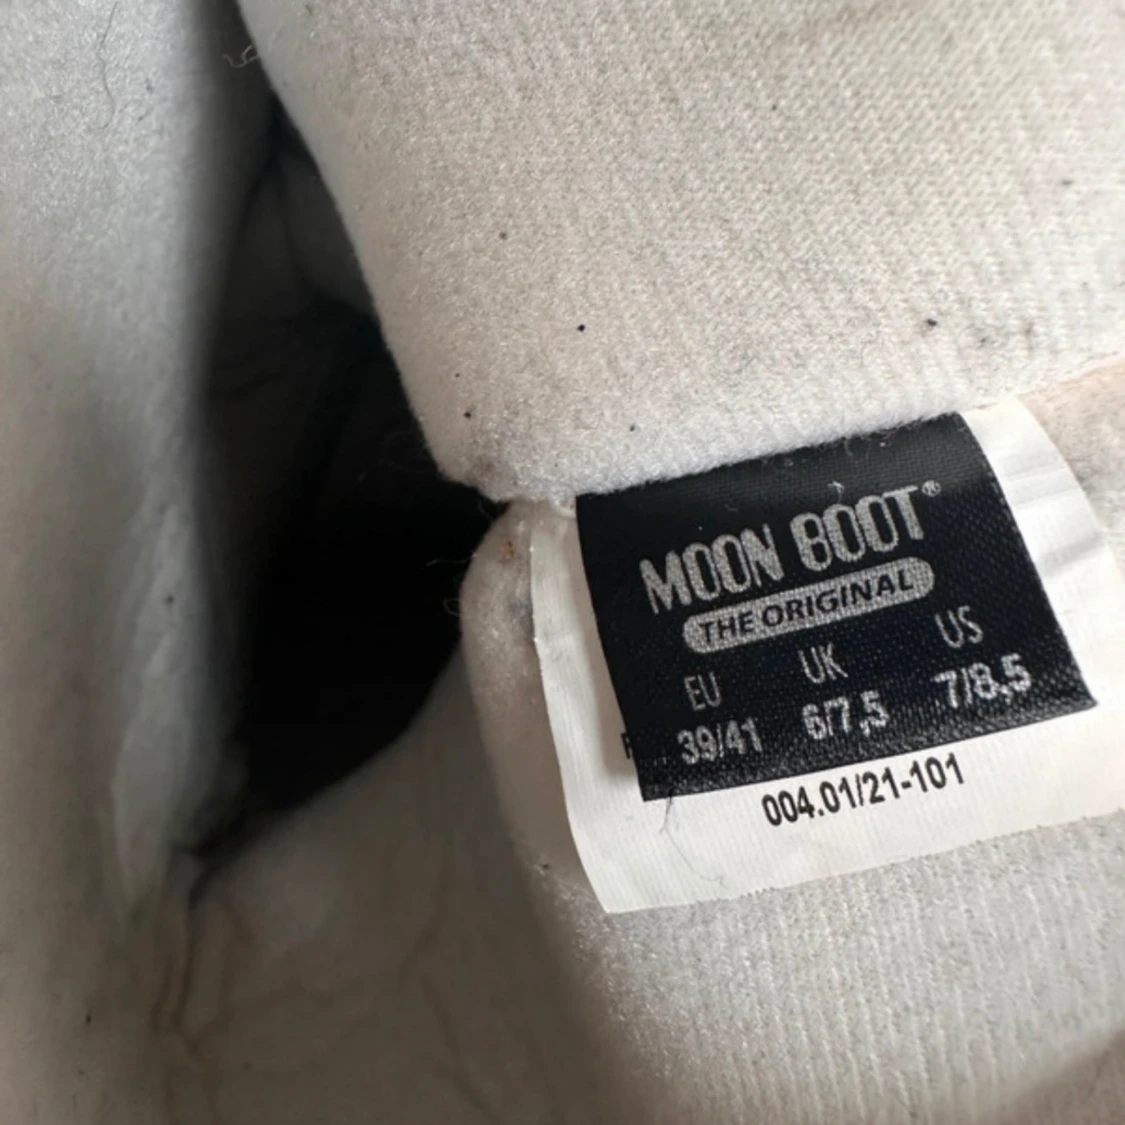 MOON BOOT®
THE ORIGINAL
EU UK US
39/41 6/7,5 7/8,5
004.01/21-101